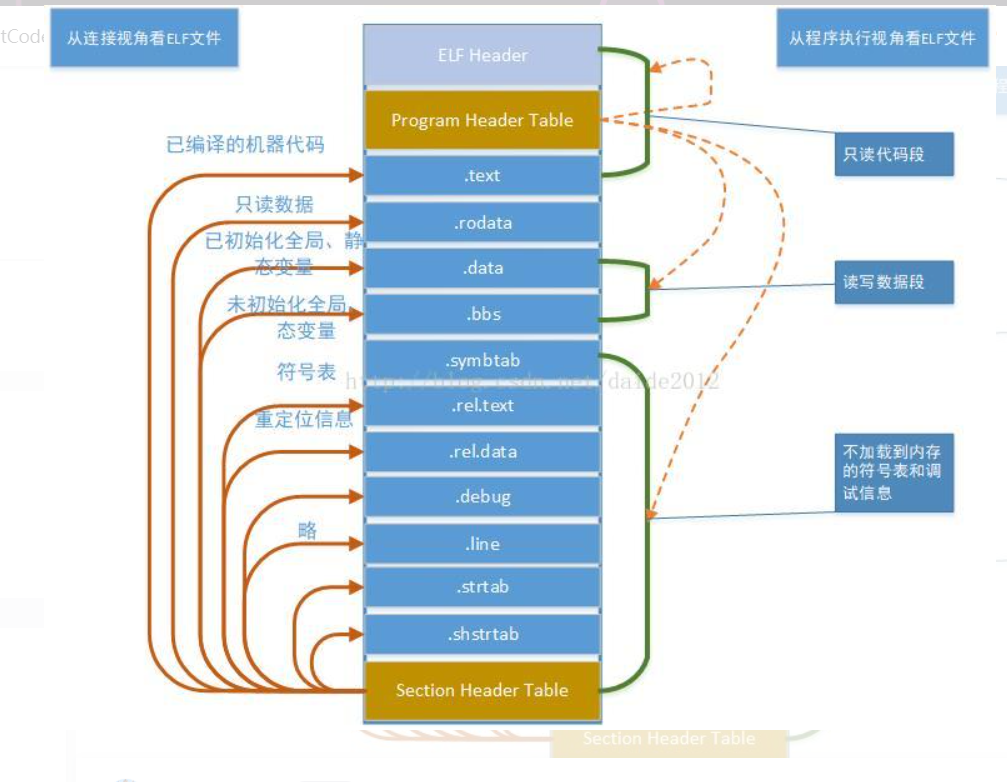 从连接视角看ELF文件
从程序执行视角看ELF文件
ELF Header
Program Header Table
.text
.rodata
.data
.bbs
.symbtab
.rel.text
.rel.data
.debug
.line
.strtab
.shstrtab
Section Header Table
已编译的机器代码
只读数据
已初始化全局、静
态变量
未初始化全局、
态变量
符号表
重定位信息
略
只读代码段
读写数据段
不加载到内存
的符号表和调
试信息
http://blog.csdn.net/daide2012
Section Header Table